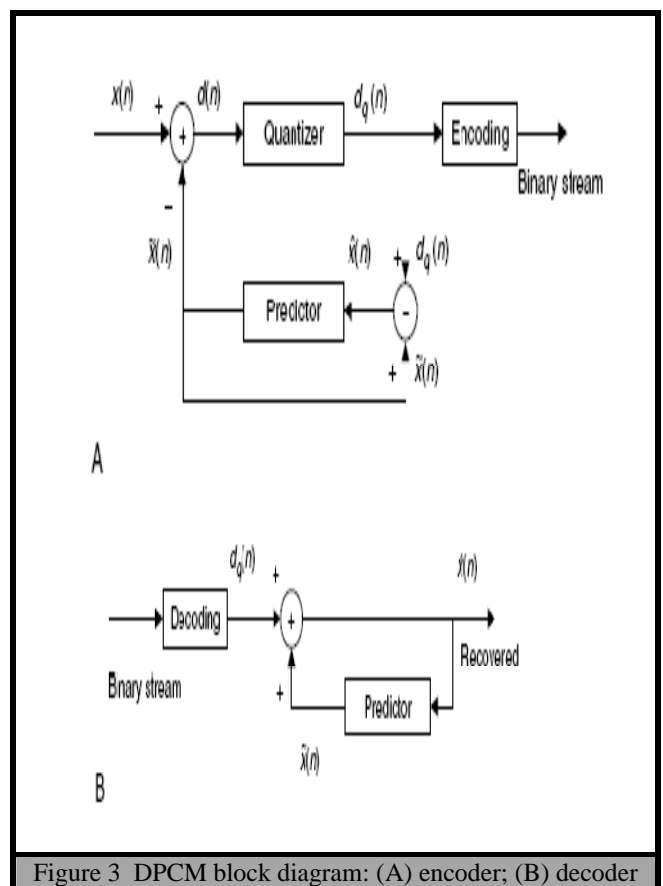 x(n) + d(n) d_q(n)
+ Quantizer Encoding
Binary stream
−
x̃(n) x̂(n) + d_q(n)
Predictor -
+ x̃(n)
A
d_q(n) + x̂(n)
Decoding +
Recovered
Binary stream + Predictor
x̃(n)
B
Figure 3 DPCM block diagram: (A) encoder; (B) decoder